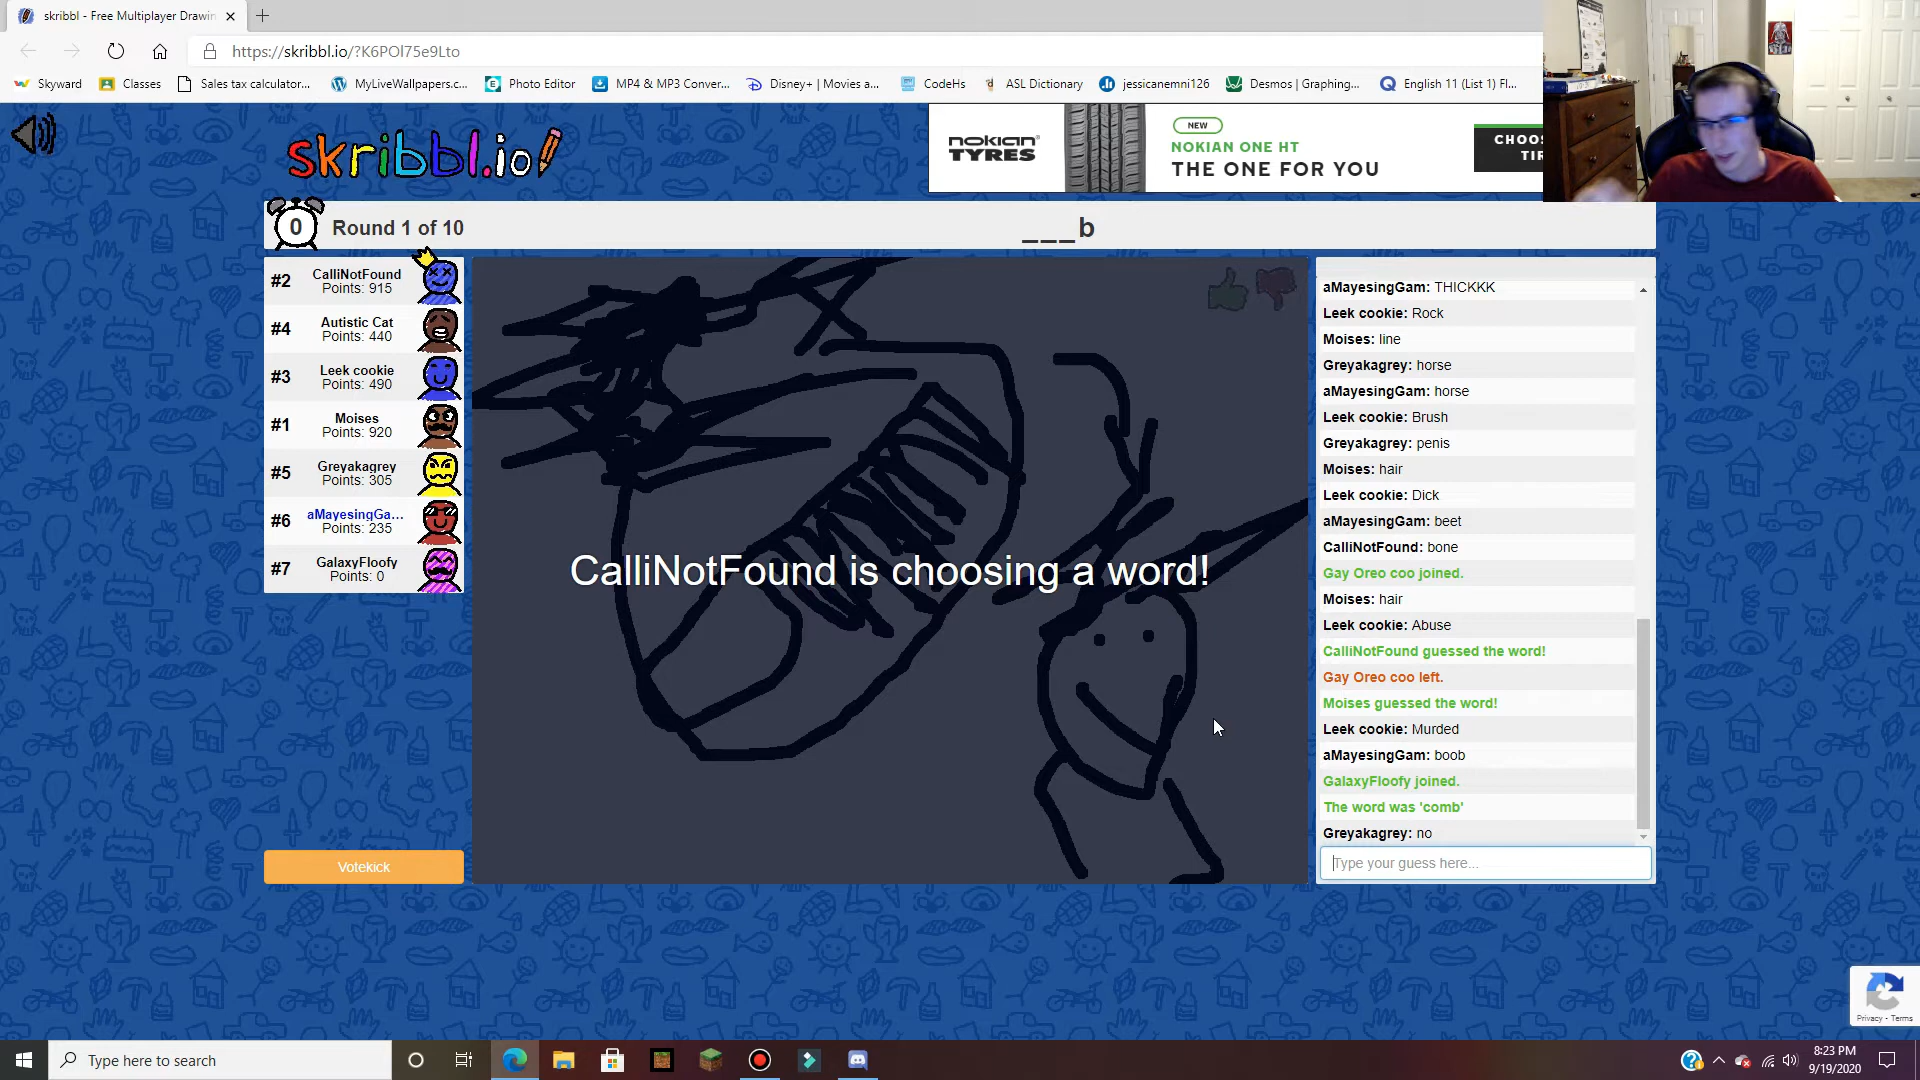 skribbl - Free Multiplayer Drawin
https://skribbl.io/?K6POl75e9Lto
Skyward
Classes
Sales tax calculator...
MyLiveWallpapers.c...
Photo Editor
MP4 & MP3 Conver...
Disney+ | Movies a...
CodeHs
ASL Dictionary
jessicanemni126
Desmos | Graphing...
English 11 (List 1) Fl...
skribbl.io
nokian TYRES
NEW
NOKIAN ONE HT
THE ONE FOR YOU
CHOOS
TIR
0
Round 1 of 10
_ _ _ b
#2 CalliNotFound
Points: 915
#4 Autistic Cat
Points: 440
#3 Leek cookie
Points: 490
#1 Moises
Points: 920
#5 Greyakagrey
Points: 305
#6 aMayesingGa...
Points: 235
#7 GalaxyFloofy
Points: 0
Votekick
CalliNotFound is choosing a word!
aMayesingGam: THICKKK
Leek cookie: Rock
Moises: line
Greyakagrey: horse
aMayesingGam: horse
Leek cookie: Brush
Greyakagrey: penis
Moises: hair
Leek cookie: Dick
aMayesingGam: beet
CalliNotFound: bone
Gay Oreo coo joined.
Moises: hair
Leek cookie: Abuse
CalliNotFound guessed the word!
Gay Oreo coo left.
Moises guessed the word!
Leek cookie: Murded
aMayesingGam: boob
GalaxyFloofy joined.
The word was 'comb'
Greyakagrey: no
Type your guess here...
Privacy - Terms
Type here to search
8:23 PM
9/19/2020